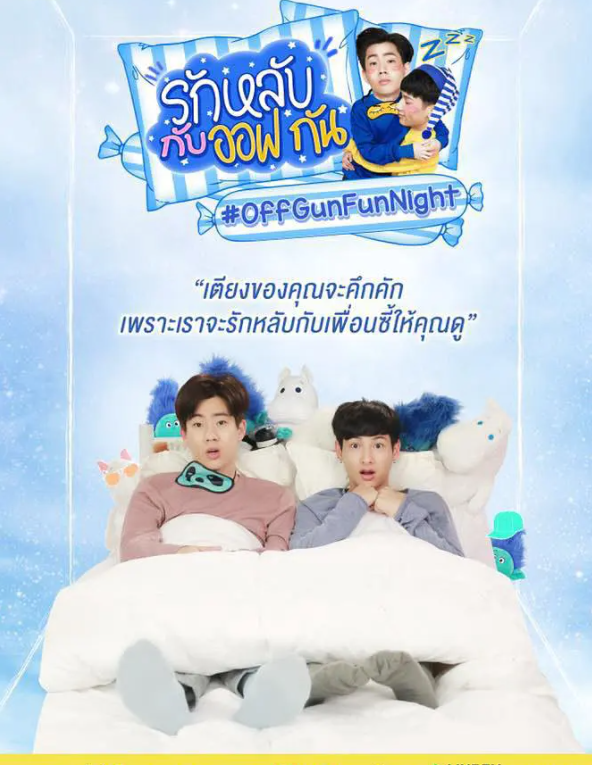 zzz
รักหลับ
กับ ออฟ กัน
#OffGunFunNight
“เตียงของคุณจะคึกคัก
เพราะเราจะรักหลับกับเพื่อนซี้ให้คุณดู”